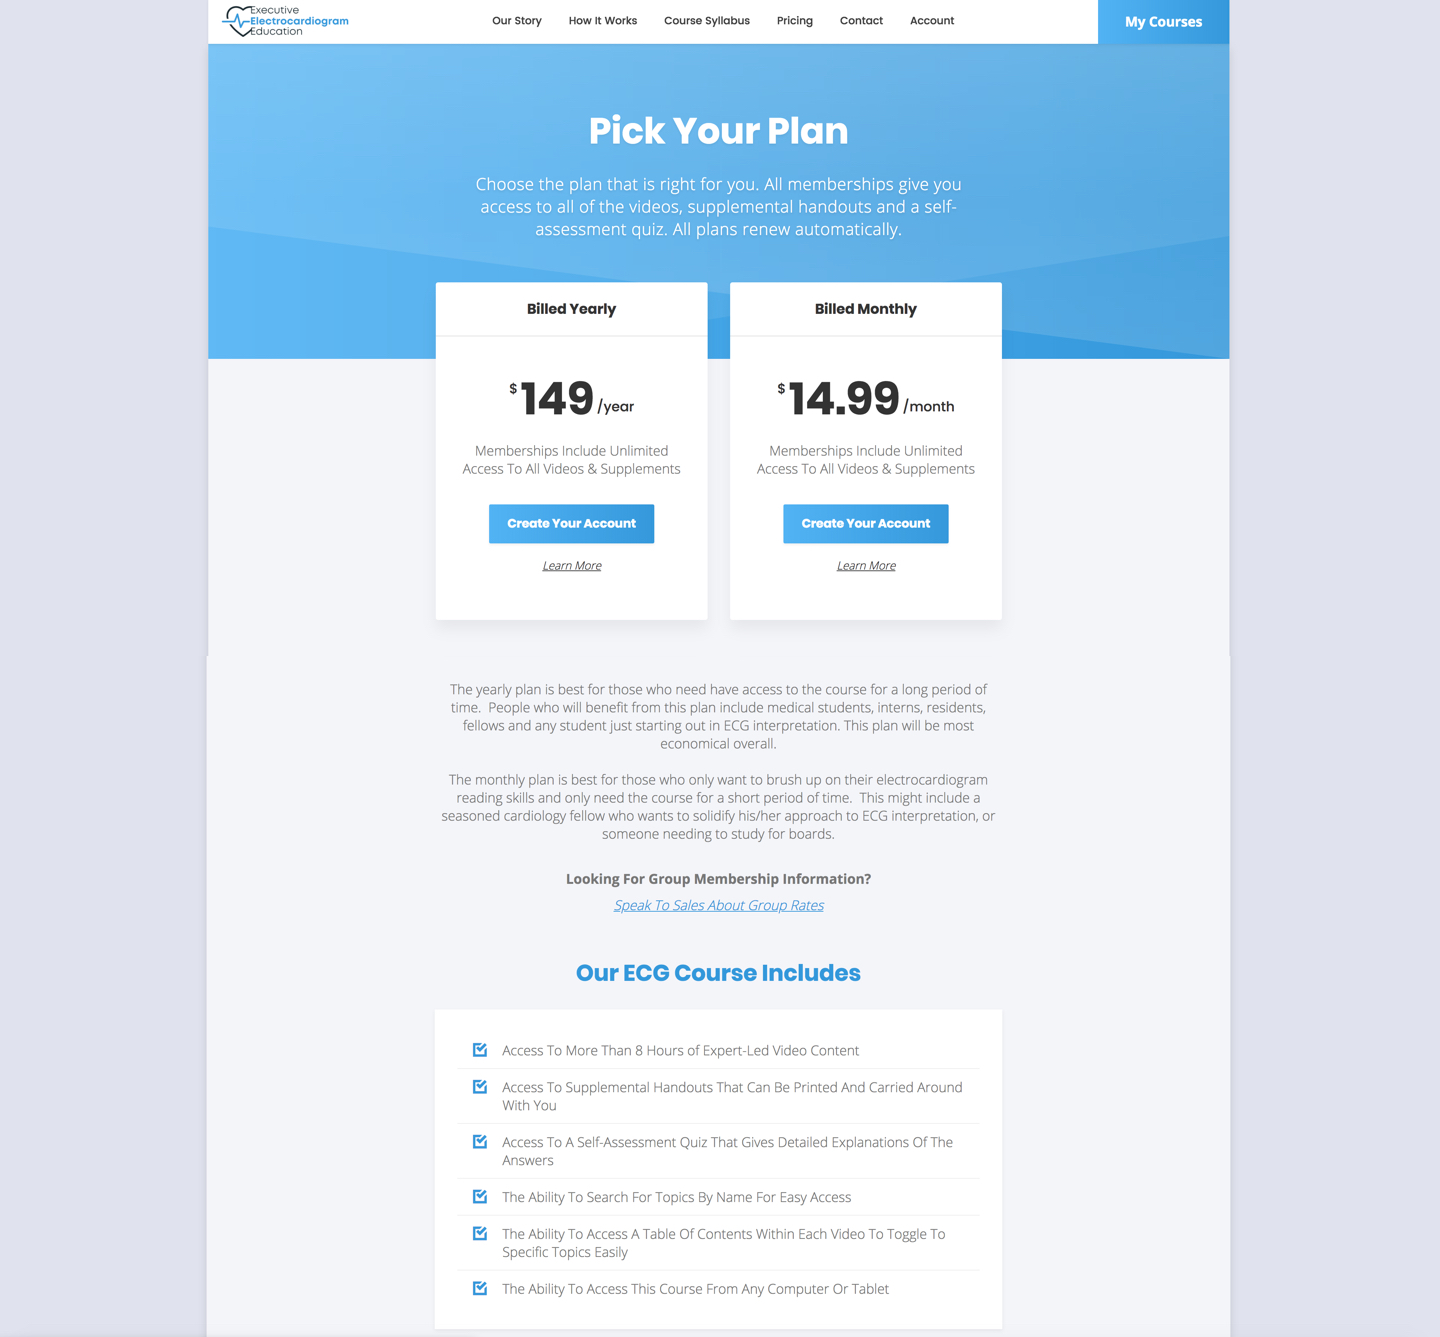 Executive
Electrocardiogram
Education
Our Story
How It Works
Course Syllabus
Pricing
Contact
Account
My Courses
Pick Your Plan
Choose the plan that is right for you. All memberships give you
access to all of the videos, supplemental handouts and a self-
assessment quiz. All plans renew automatically.
Billed Yearly
$149/year
Memberships Include Unlimited
Access To All Videos & Supplements
Create Your Account
Learn More
Billed Monthly
$14.99/month
Memberships Include Unlimited
Access To All Videos & Supplements
Create Your Account
Learn More
The yearly plan is best for those who need have access to the course for a long period of
time.  People who will benefit from this plan include medical students, interns, residents,
fellows and any student just starting out in ECG interpretation. This plan will be most
economical overall.
The monthly plan is best for those who only want to brush up on their electrocardiogram
reading skills and only need the course for a short period of time.  This might include a
seasoned cardiology fellow who wants to solidify his/her approach to ECG interpretation, or
someone needing to study for boards.
Looking For Group Membership Information?
Speak To Sales About Group Rates
Our ECG Course Includes
Access To More Than 8 Hours of Expert-Led Video Content
Access To Supplemental Handouts That Can Be Printed And Carried Around
With You
Access To A Self-Assessment Quiz That Gives Detailed Explanations Of The
Answers
The Ability To Search For Topics By Name For Easy Access
The Ability To Access A Table Of Contents Within Each Video To Toggle To
Specific Topics Easily
The Ability To Access This Course From Any Computer Or Tablet